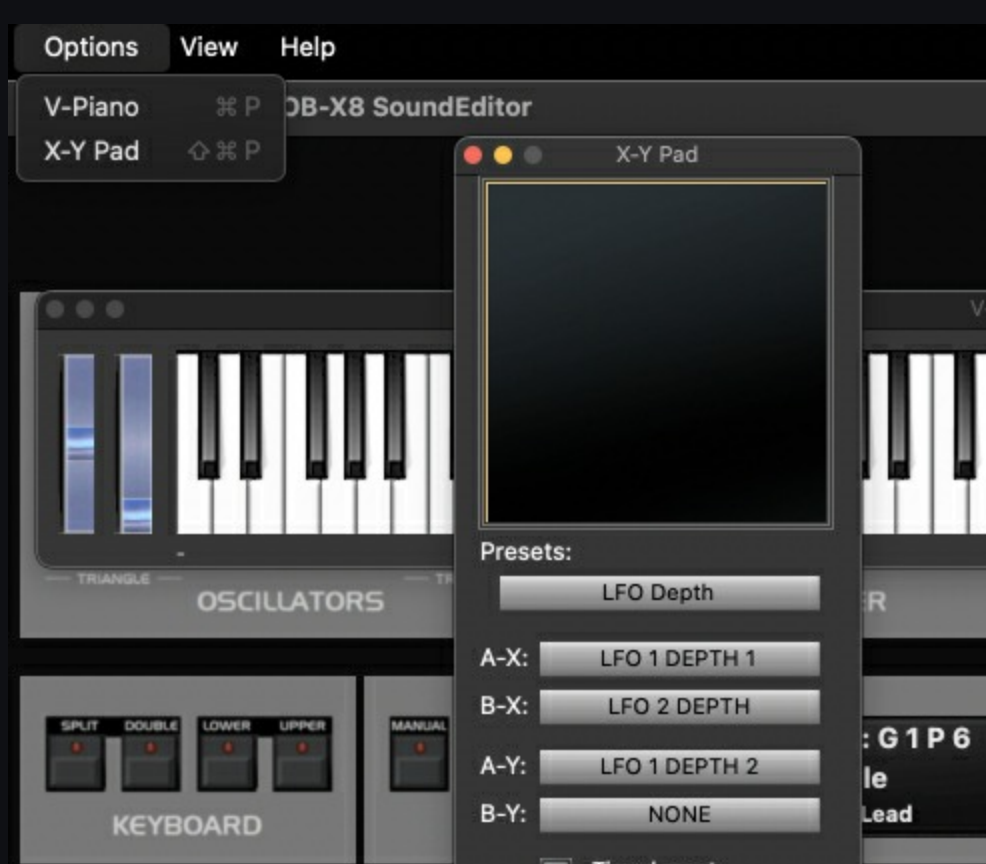 Options View Help
V-Piano ⌘ P
X-Y Pad ⇧ ⌘ P
OB-X8 SoundEditor
X-Y Pad
TRIANGLE
OSCILLATORS
Presets:
LFO Depth
A-X: LFO 1 DEPTH 1
B-X: LFO 2 DEPTH
A-Y: LFO 1 DEPTH 2
B-Y: NONE
SPLIT DOUBLE LOWER UPPER MANUAL
KEYBOARD
: G 1 P 6
Lead